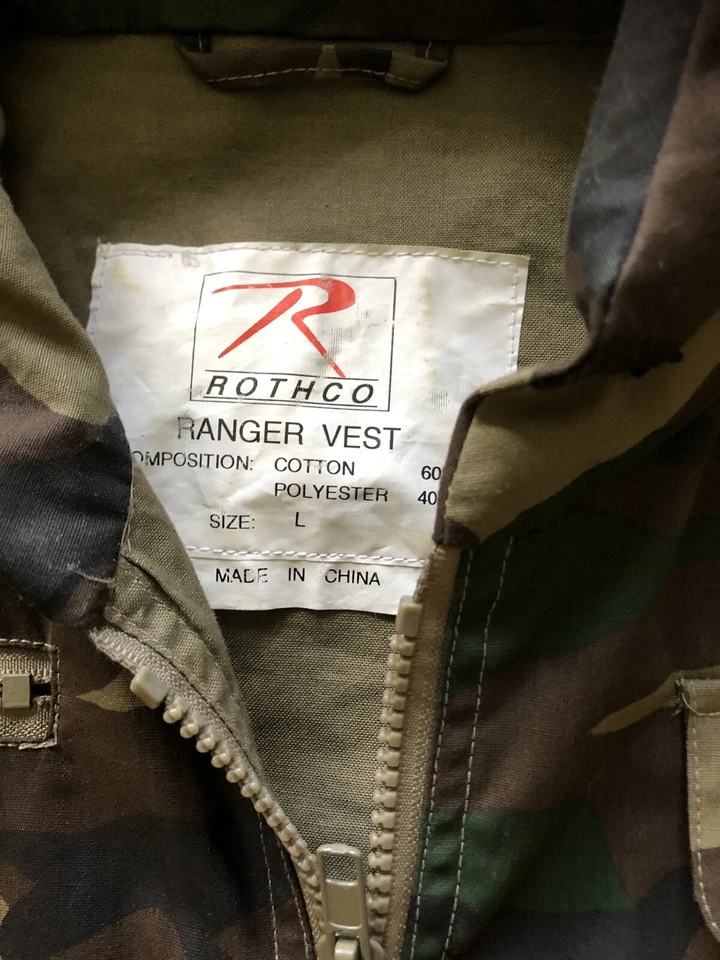 R
ROTHCO
RANGER VEST
OMPOSITION: COTTON 60
POLYESTER 40
SIZE: L
MADE IN CHINA